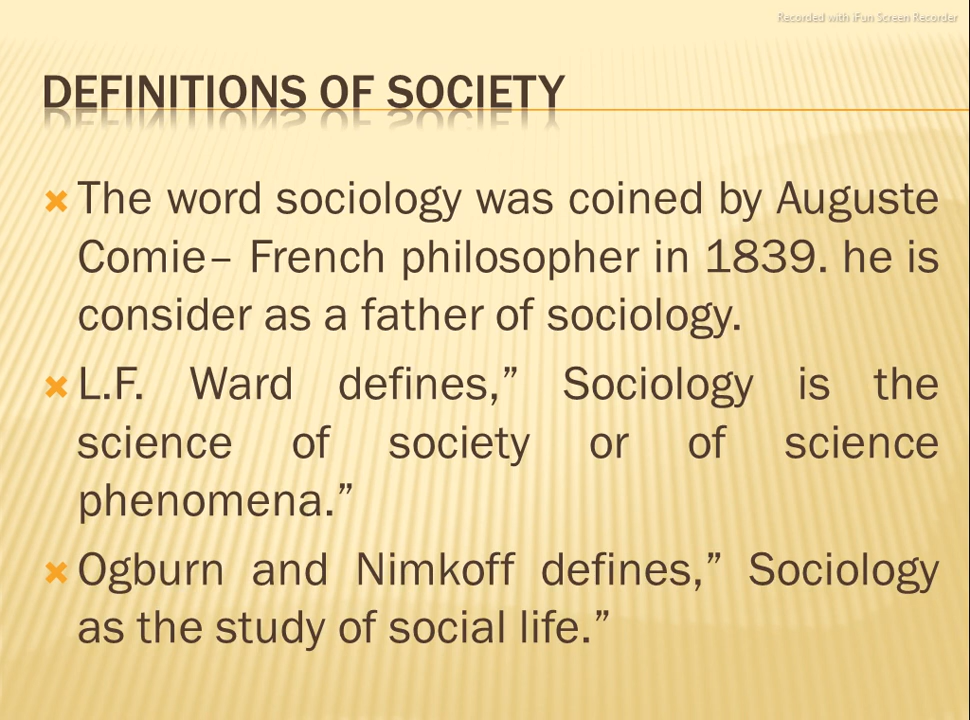 Recorded with iFun Screen Recorder
DEFINITIONS OF SOCIETY
The word sociology was coined by Auguste
Comie– French philosopher in 1839. he is
consider as a father of sociology.
L.F. Ward defines,” Sociology is the
science of society or of science
phenomena.”
Ogburn and Nimkoff defines,” Sociology
as the study of social life.”